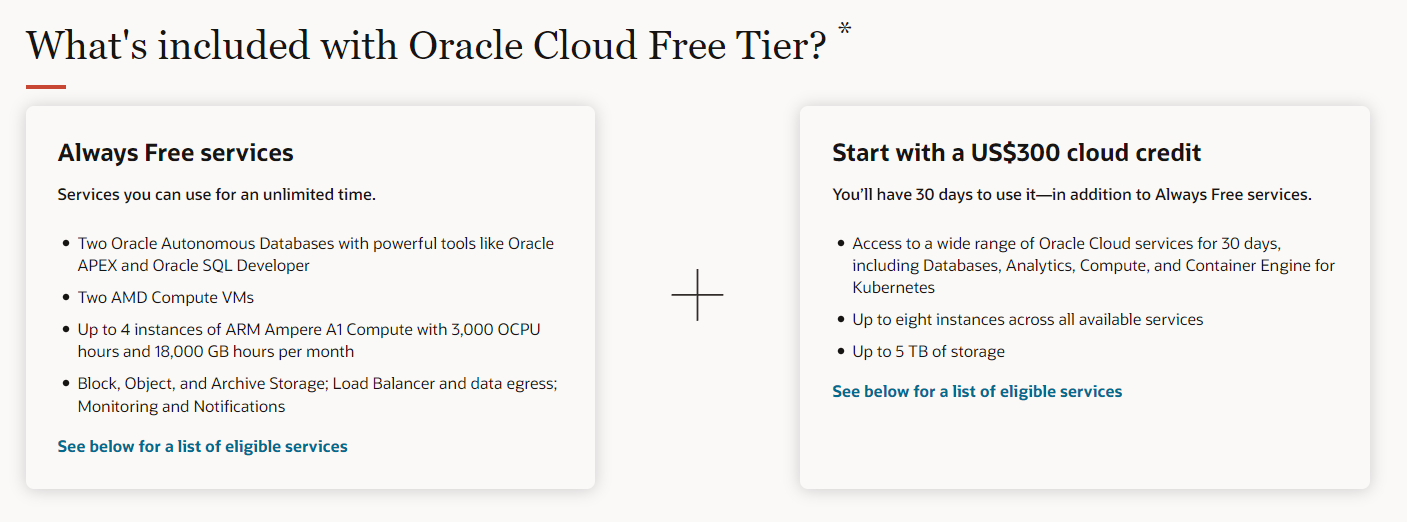 What's included with Oracle Cloud Free Tier? *
Always Free services
Services you can use for an unlimited time.
• Two Oracle Autonomous Databases with powerful tools like Oracle
APEX and Oracle SQL Developer
• Two AMD Compute VMs
• Up to 4 instances of ARM Ampere A1 Compute with 3,000 OCPU
hours and 18,000 GB hours per month
• Block, Object, and Archive Storage; Load Balancer and data egress;
Monitoring and Notifications
See below for a list of eligible services
Start with a US$300 cloud credit
You’ll have 30 days to use it—in addition to Always Free services.
• Access to a wide range of Oracle Cloud services for 30 days,
including Databases, Analytics, Compute, and Container Engine for
Kubernetes
• Up to eight instances across all available services
• Up to 5 TB of storage
See below for a list of eligible services